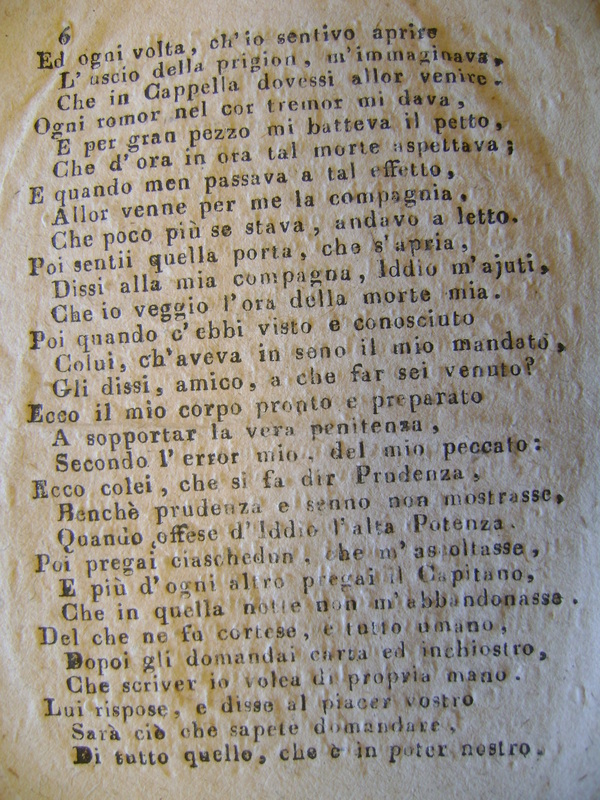 6
Ed ogni volta, ch'io sentivo aprire
L'uscio della prigion, m'immaginava,
Che in Cappella dovessi allor venire.
Ogni romor nel cor tremor mi dava,
E per gran pezzo mi batteva il petto,
Che d'ora in ora tal morte aspettava;
E quando men passava a tal effetto,
Allor venne per me la compagnia,
Che poco più se stava, andavo a letto.
Poi sentii quella porta, che s'apria,
Dissi alla mia compagna, Iddio m'ajuti,
Che io veggio l'ora della morte mia.
Poi quando c'ebbi visto e conosciuto
Colui, ch'aveva in seno il mio mandato,
Gli dissi, amico, a che far sei venuto?
Ecco il mio corpo pronto e preparato
A sopportar la vera penitenza,
Secondo l'error mio, del mio peccato:
Ecco colei, che si fa dir Prudenza,
Benchè prudenza e senno non mostrasse,
Quando offese d'Iddio l'alta Potenza.
Poi pregai ciaschedun, che m'ascoltasse,
E più d'ogni altro pregai il Capitano,
Che in quella notte non m'abbandonasse.
Del che ne fu cortese, e tutto umano,
Dopoi gli domandai carta ed inchiostro,
Che scriver io volea di propria mano.
Lui rispose, e disse al piacer vostro
Sarà ciò che sapete domandare,
Di tutto quello, che è in poter nostro.